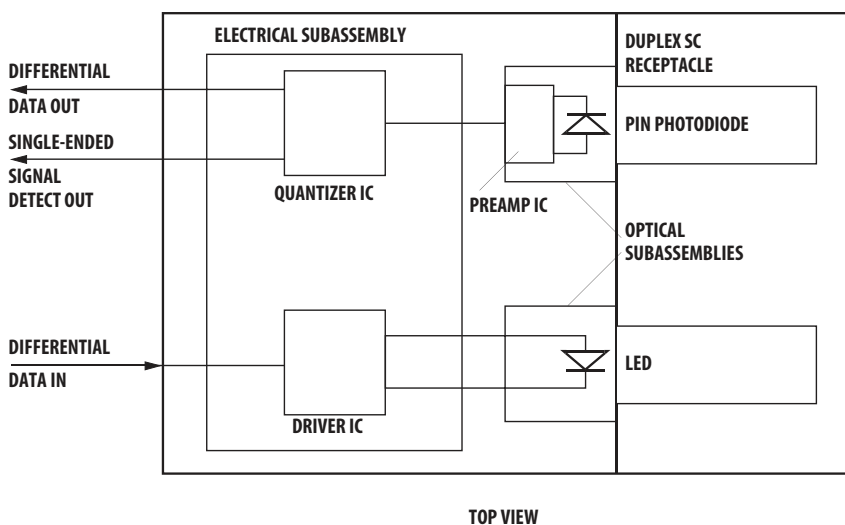 ELECTRICAL SUBASSEMBLY
DUPLEX SC
RECEPTACLE
DIFFERENTIAL
DATA OUT
SINGLE-ENDED
SIGNAL
DETECT OUT
QUANTIZER IC
PREAMP IC
PIN PHOTODIODE
OPTICAL
SUBASSEMBLIES
DIFFERENTIAL
DATA IN
DRIVER IC
LED
TOP VIEW